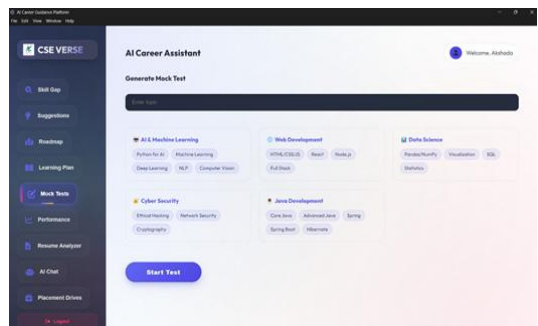 AI Career Guidance Platform
File Edit View Window Help
CSE VERSE
Skill Gap
Suggestions
Roadmap
Learning Plan
Mock Tests
Performance
Resume Analyzer
AI Chat
Placement Drives
Logout
AI Career Assistant
Welcome, Akshada
Generate Mock Test
Enter topic
AI & Machine Learning
Python for AI Machine Learning
Deep Learning NLP Computer Vision
Web Development
HTML/CSS/JS React Node.js
Full Stack
Data Science
Pandas/NumPy Visualization SQL
Statistics
Cyber Security
Ethical Hacking Network Security
Cryptography
Java Development
Core Java Advanced Java Spring
Spring Boot Hibernate
Start Test